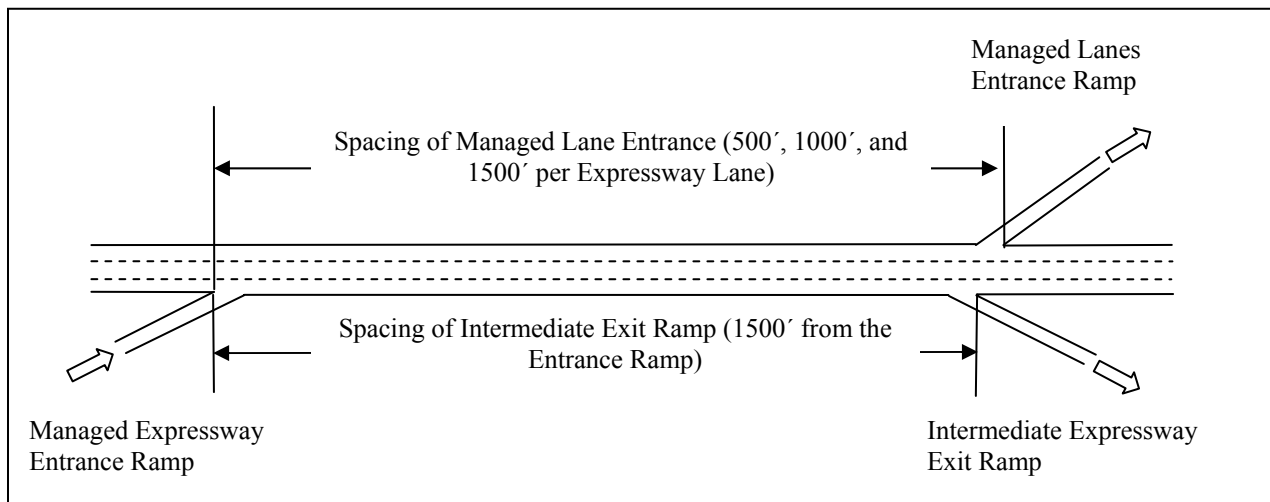 Managed Lanes
Entrance Ramp
Spacing of Managed Lane Entrance (500´, 1000´, and
1500´ per Expressway Lane)
Spacing of Intermediate Exit Ramp (1500´ from the
Entrance Ramp)
Managed Expressway
Entrance Ramp
Intermediate Expressway
Exit Ramp